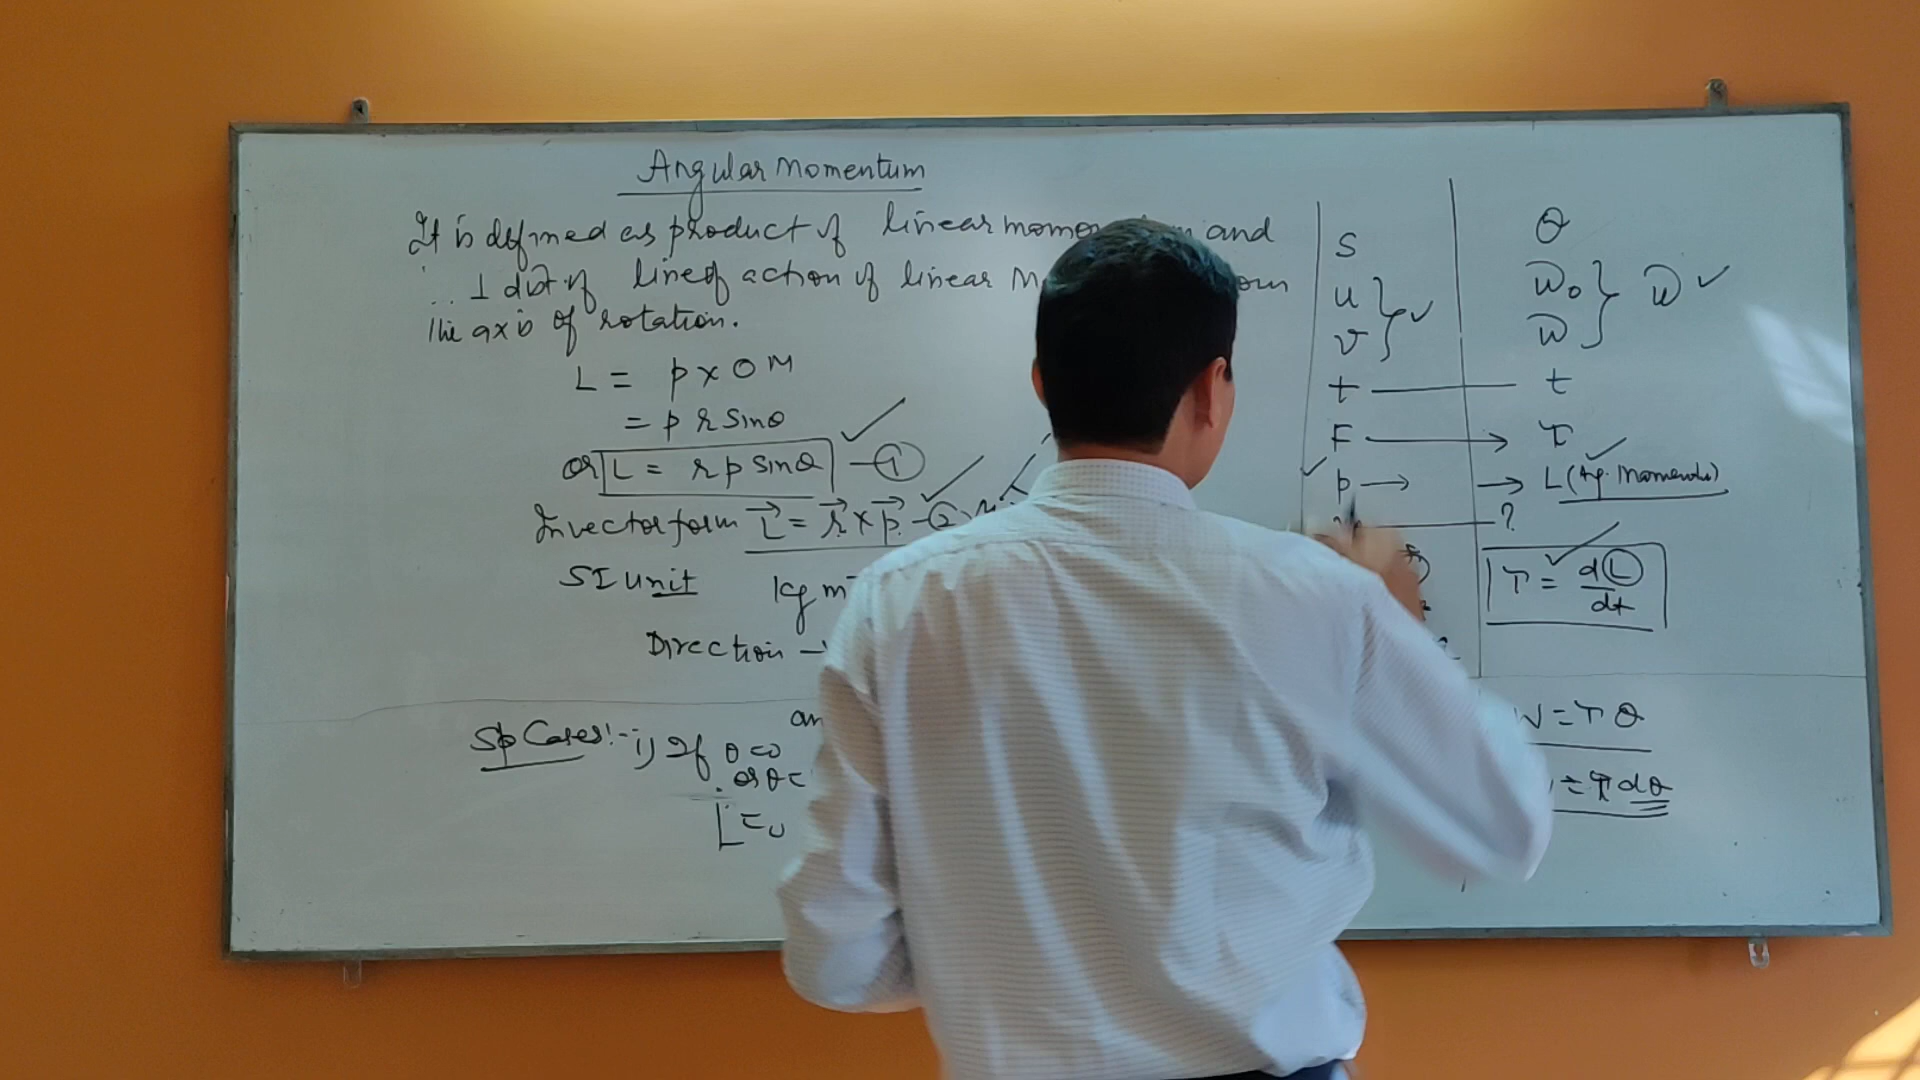 Angular Momentum
It is defined as product of linear and
⊥ dist of line of action of linear
the axis of rotation.
L = p x OM
= p r sinθ
or L = r p sinθ — 1
In vector form L⃗ = r⃗ x p⃗ - 2
SI unit kg m
Direction →
Sp Cases:- i) If θ = 0
or θ =
L = 0
S θ
u ω₀ } ω ✓
v } ✓ ω
t — t
F → τ ✓
✓ p → → L (Ag. Momentum)
— ?
τ = dL/dt
W = τ θ
= τ dθ